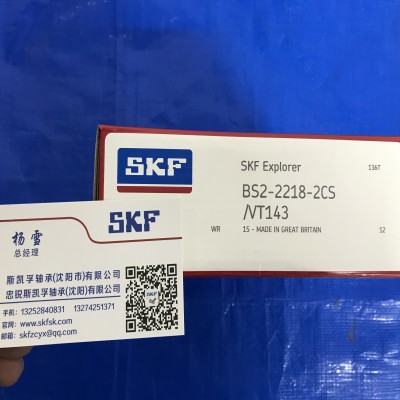 SKF
SKF Explorer
136T
BS2-2218-2CS
/VT143
WR
15 - MADE IN GREAT BRITAIN
12
SKF
杨雪
总经理
斯凯孚轴承(沈阳市)有限公司
忠锐斯凯孚轴承(沈阳)有限公司
手机: 13252840831 13274251371
官网: www.skfsk.com
邮箱: skfzcyx@qq.com
SKF